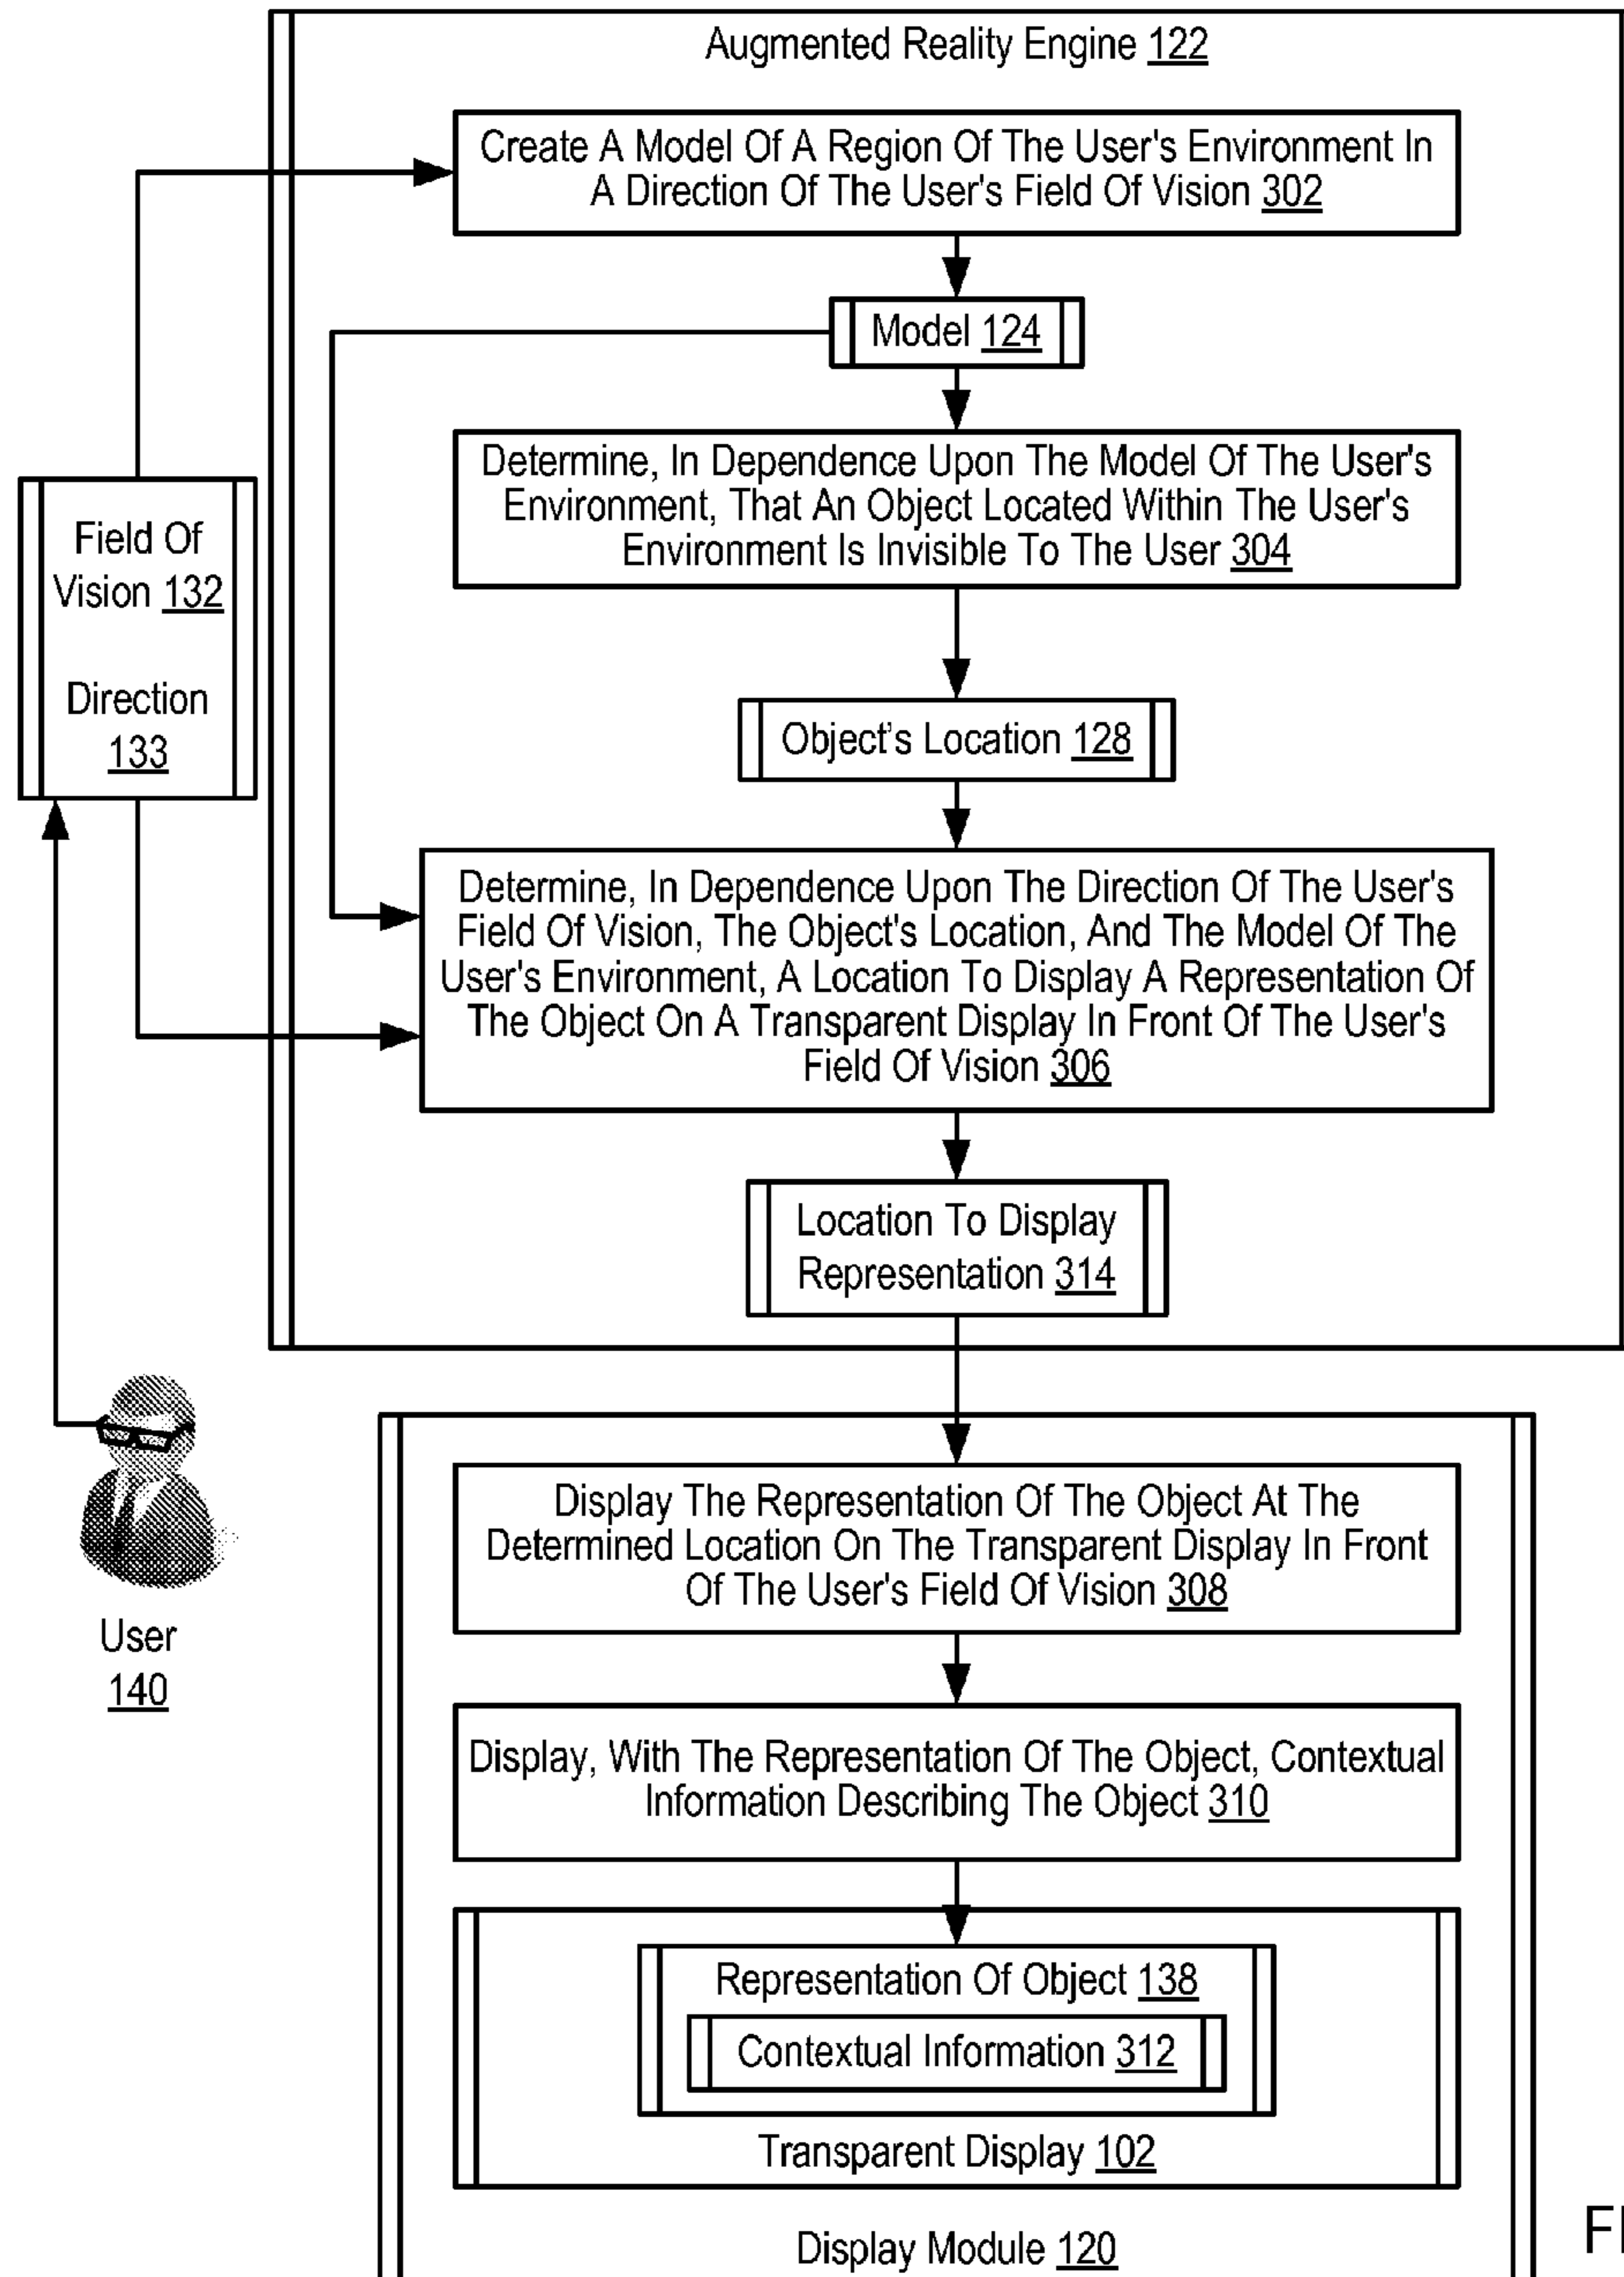 Augmented Reality Engine 122
Create A Model Of A Region Of The User's Environment In
A Direction Of The User's Field Of Vision 302
Model 124
Determine, In Dependence Upon The Model Of The User's
Environment, That An Object Located Within The User's
Environment Is Invisible To The User 304
Field Of
Vision 132
Direction
133
Object's Location 128
Determine, In Dependence Upon The Direction Of The User's
Field Of Vision, The Object's Location, And The Model Of The
User's Environment, A Location To Display A Representation Of
The Object On A Transparent Display In Front Of The User's
Field Of Vision 306
Location To Display
Representation 314
Display The Representation Of The Object At The
Determined Location On The Transparent Display In Front
Of The User's Field Of Vision 308
User
140
Display, With The Representation Of The Object, Contextual
Information Describing The Object 310
Representation Of Object 138
Contextual Information 312
Transparent Display 102
Display Module 120